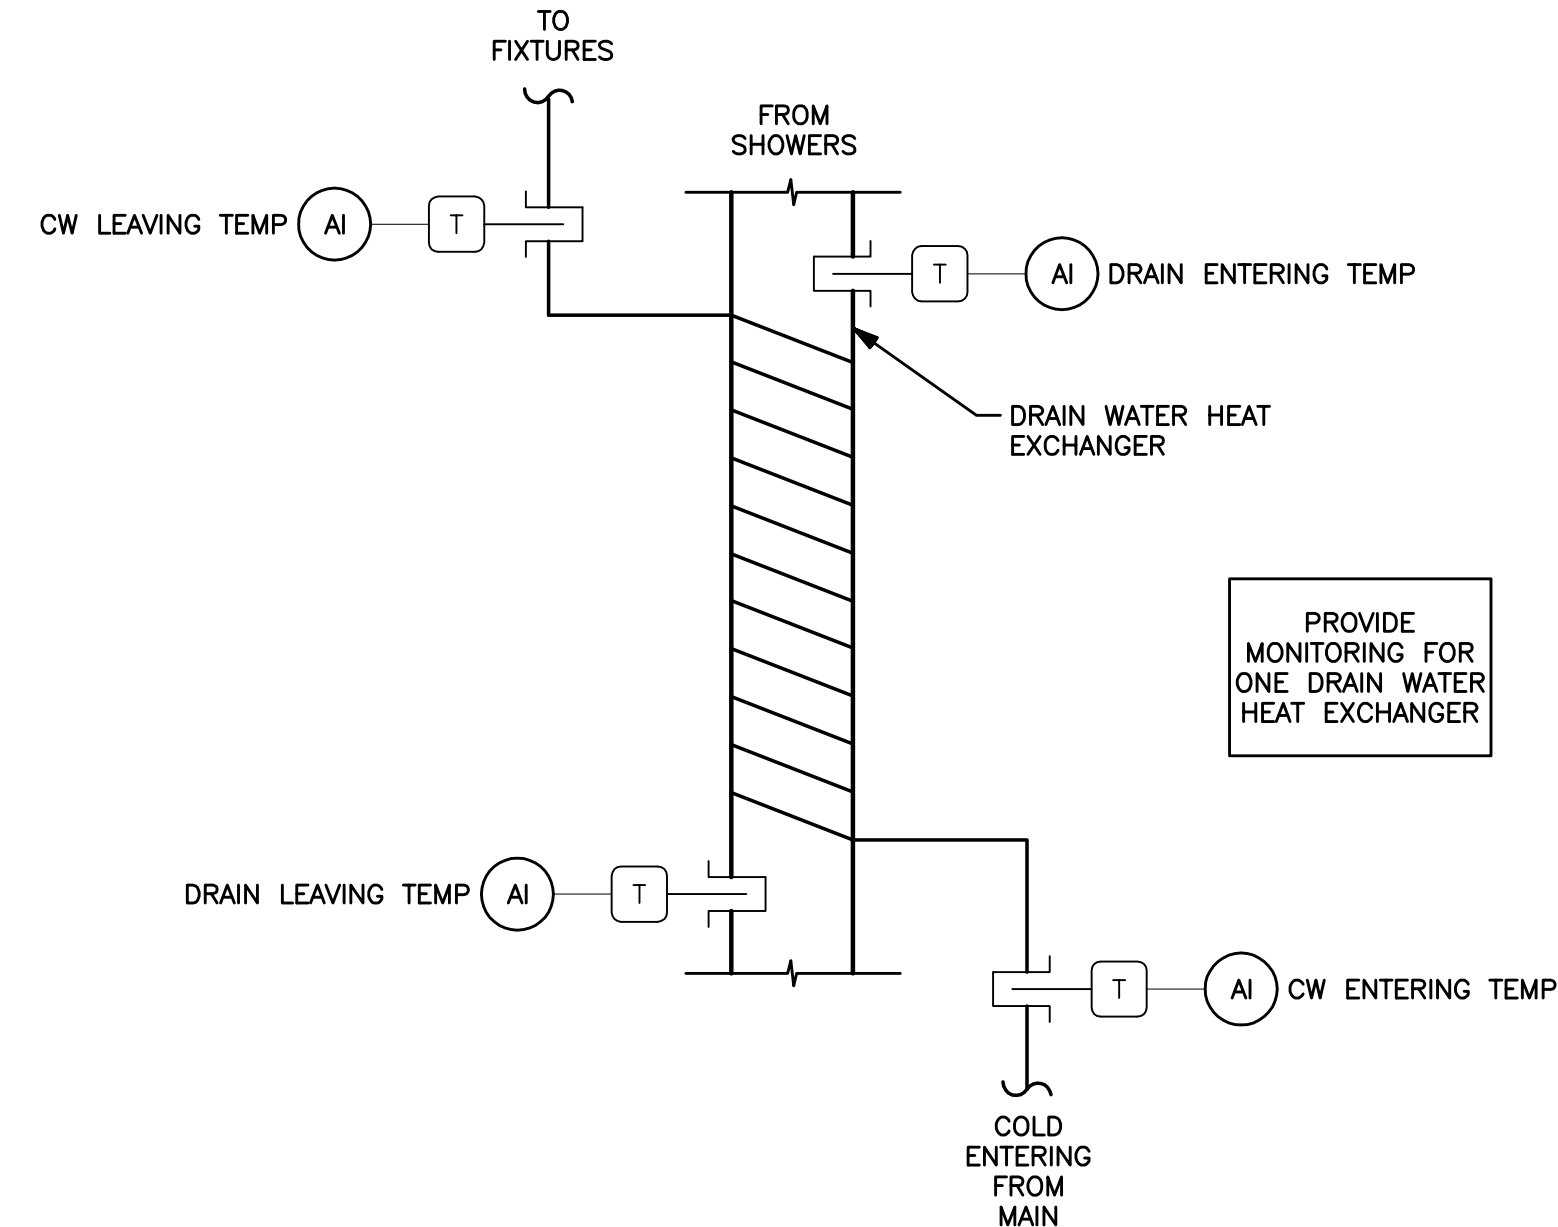 TO
FIXTURES
FROM
SHOWERS
CW LEAVING TEMP AI T
T AI DRAIN ENTERING TEMP
DRAIN WATER HEAT
EXCHANGER
PROVIDE
MONITORING FOR
ONE DRAIN WATER
HEAT EXCHANGER
DRAIN LEAVING TEMP AI T
T AI CW ENTERING TEMP
COLD
ENTERING
FROM
MAIN